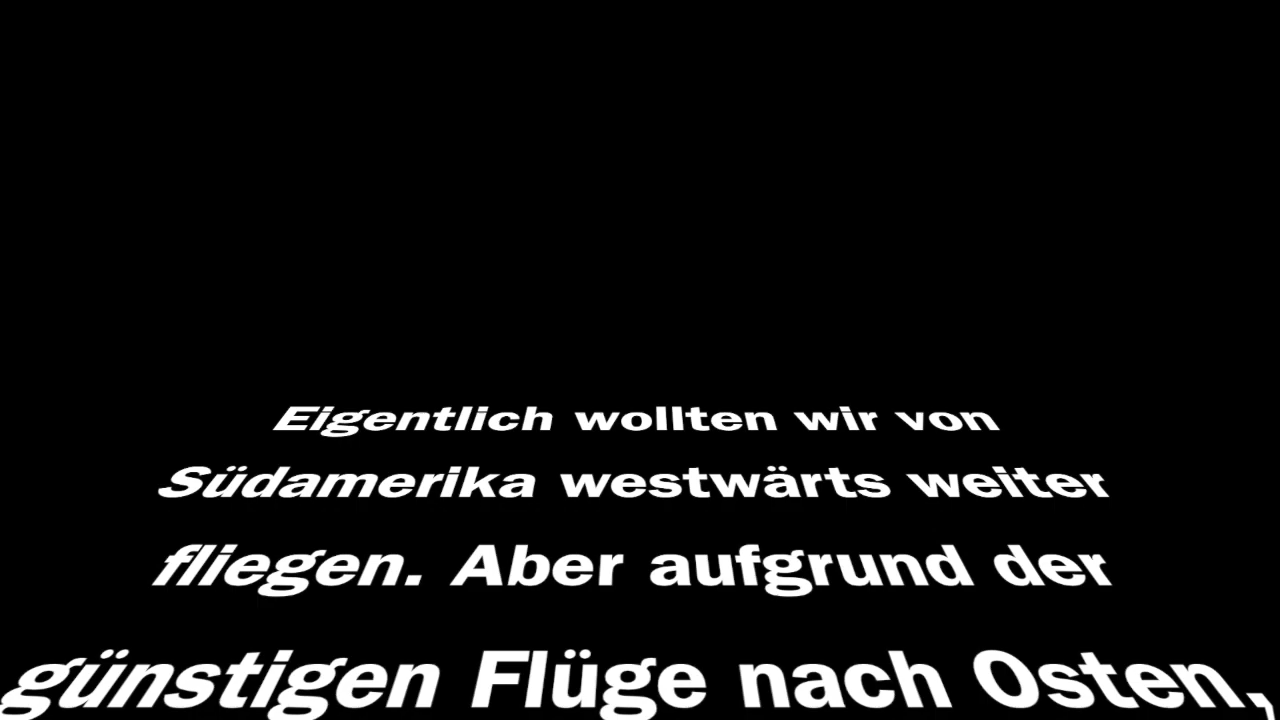 Eigentlich wollten wir von
Südamerika westwärts weiter
fliegen. Aber aufgrund der
günstigen Flüge nach Osten,